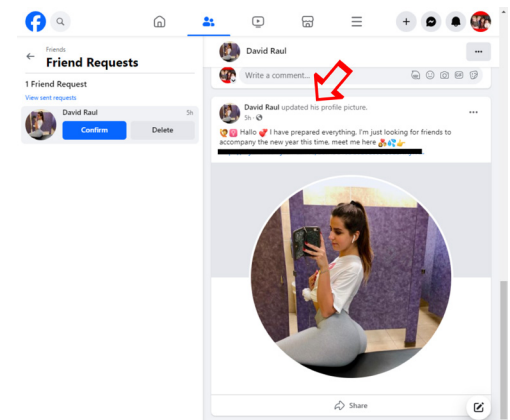 Friends
Friend Requests
1 Friend Request
View sent requests
David Raul
5h
Confirm
Delete
David Raul
Write a comment...
David Raul updated his profile picture.
5h ·
Hallo 💕 I have prepared everything. I'm just looking for friends to
accompany the new year this time, meet me here
Share